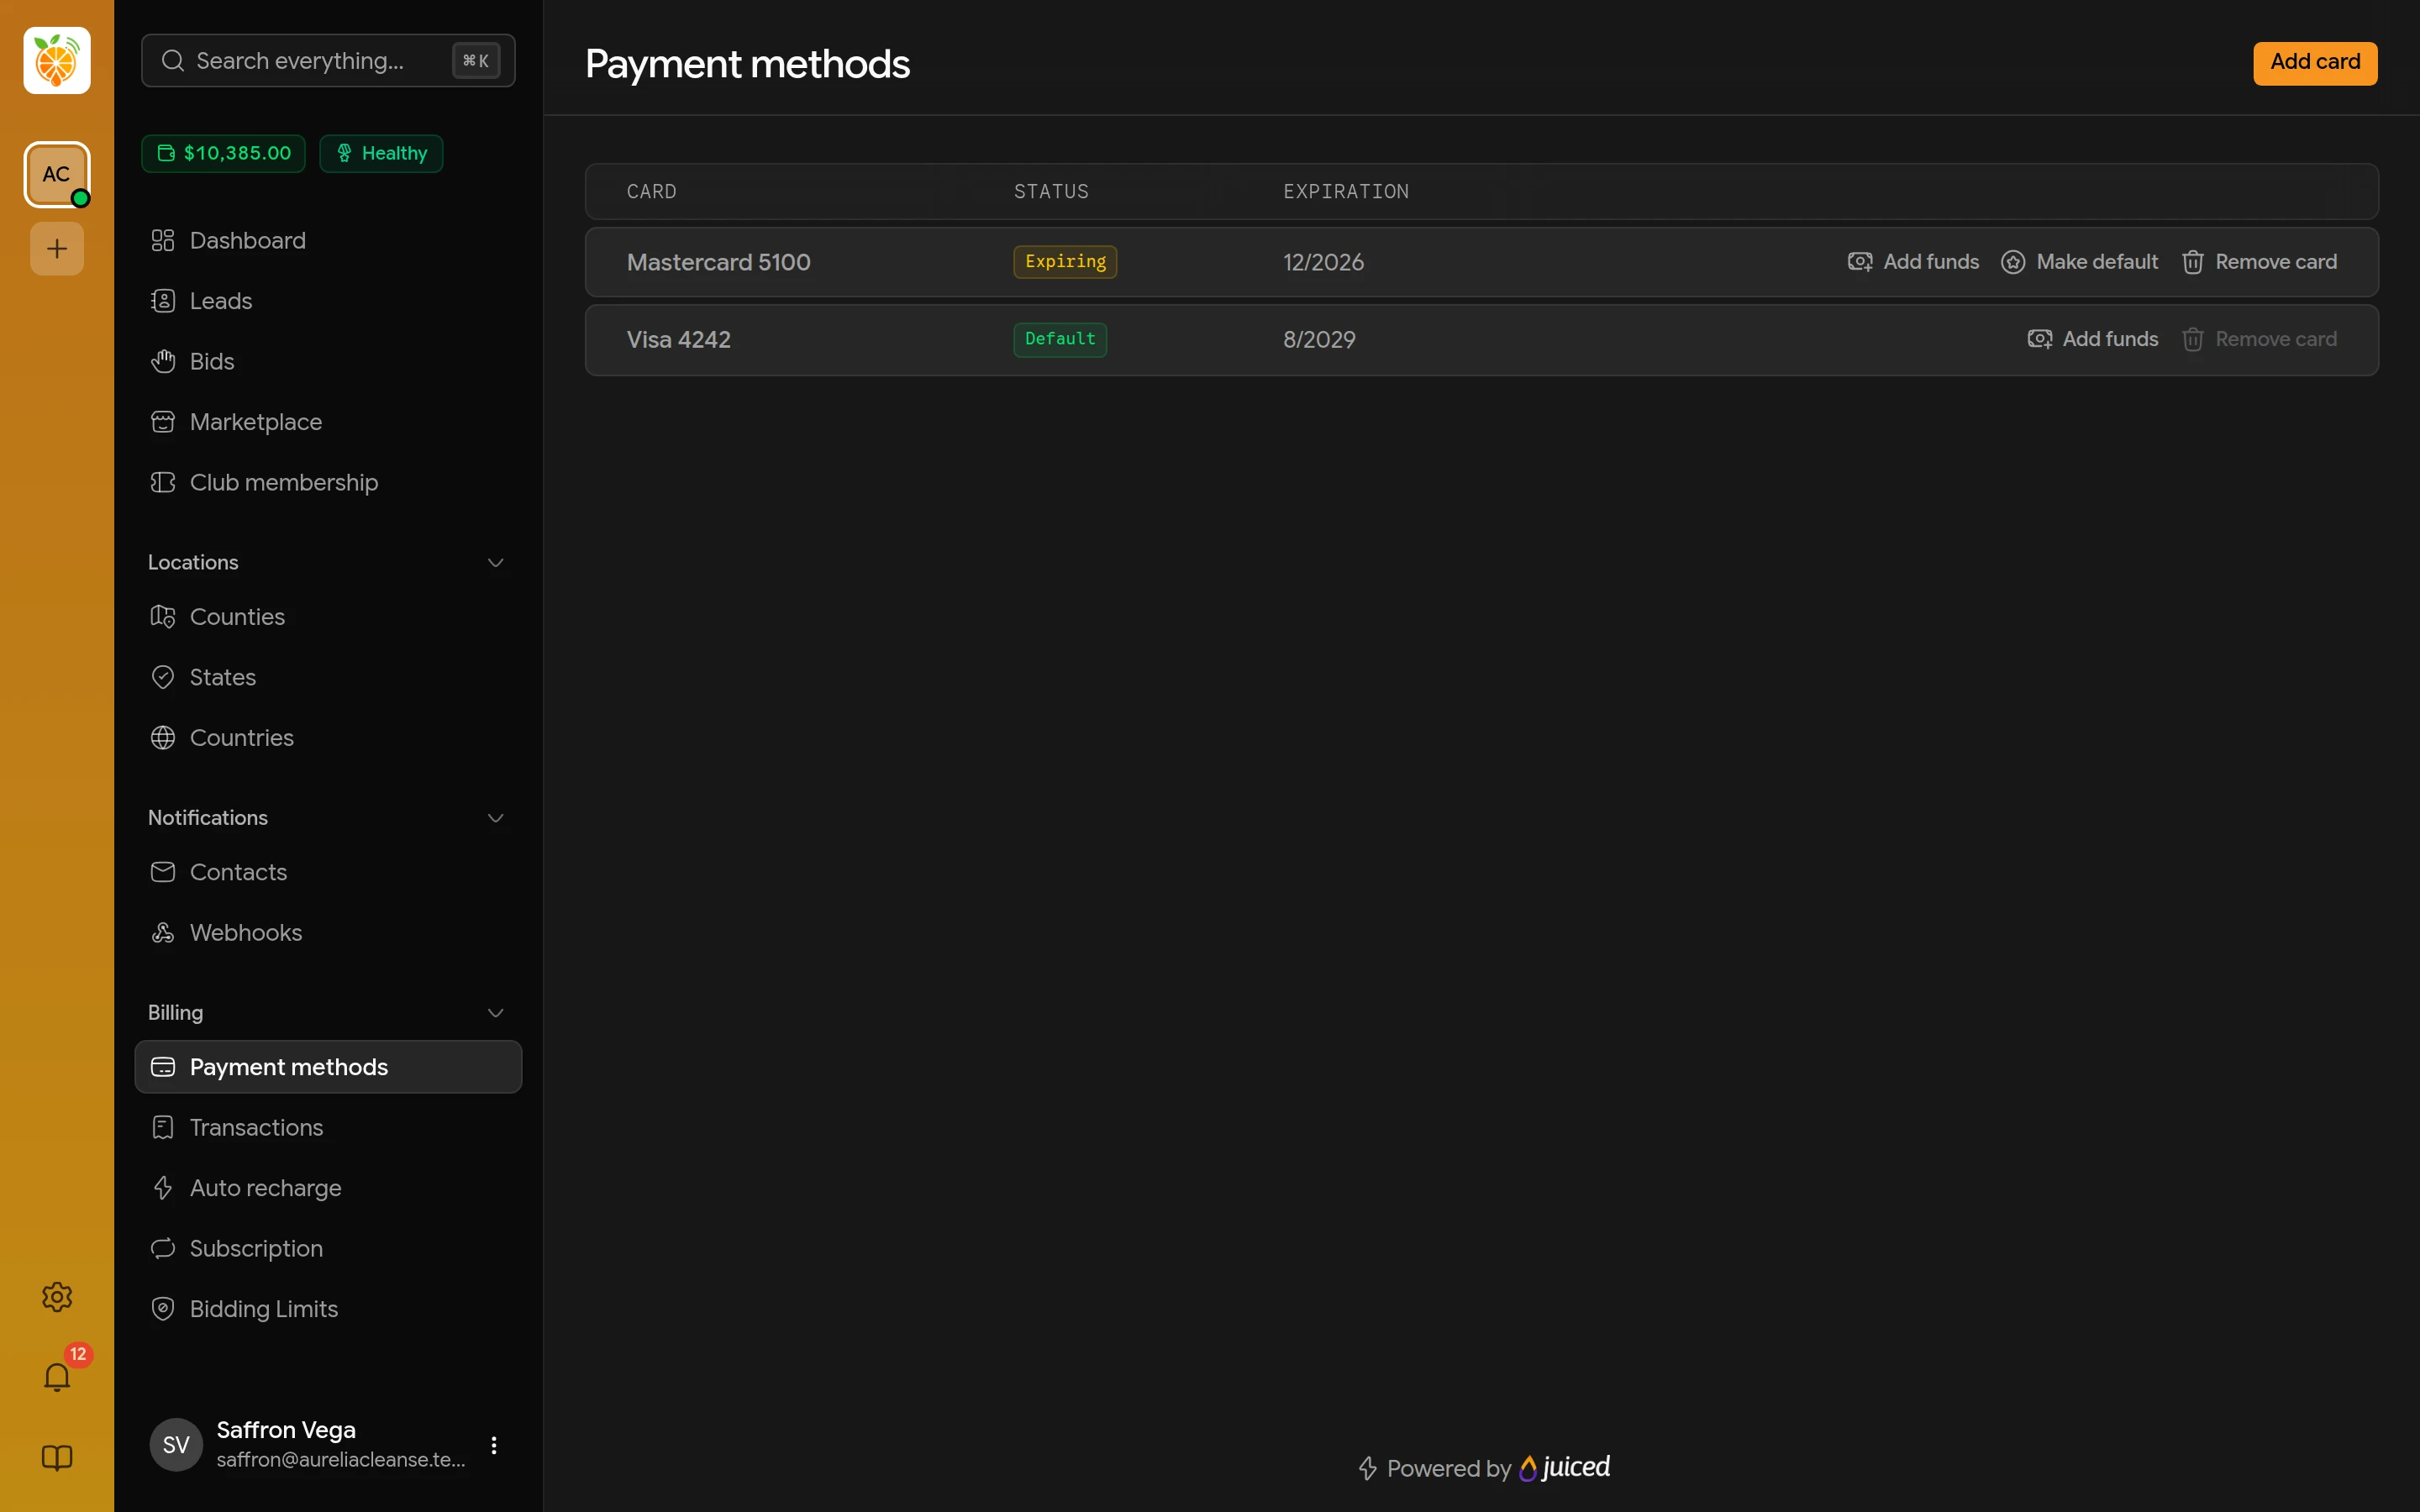 Search everything...
⌘K
AC
$10,385.00
Healthy
Dashboard
Leads
Bids
Marketplace
Club membership
Locations
Counties
States
Countries
Notifications
Contacts
Webhooks
Billing
Payment methods
Transactions
Auto recharge
Subscription
Bidding Limits
12
SV
Saffron Vega
saffron@aureliacleanse.te...
Payment methods
Add card
CARD STATUS EXPIRATION
Mastercard 5100 Expiring 12/2026 Add funds Make default Remove card
Visa 4242 Default 8/2029 Add funds Remove card
Powered by juiced